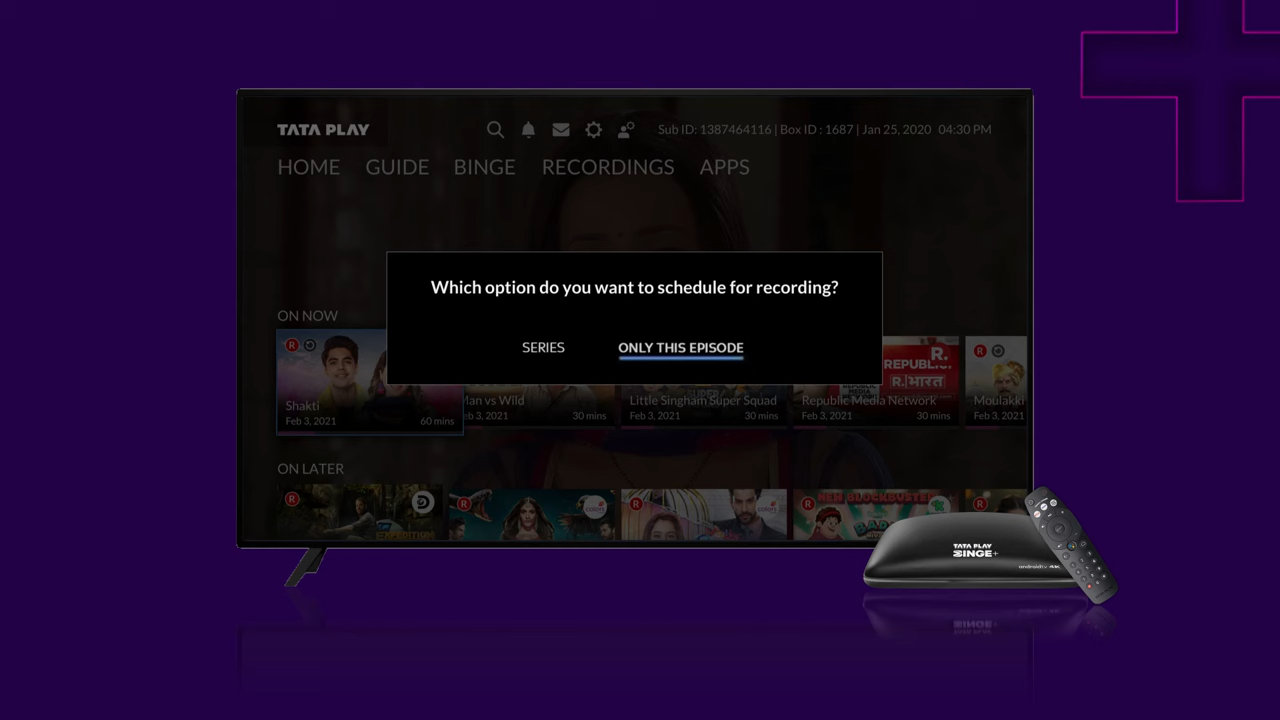 TATA PLAY
Sub ID: 1387464116 | Box ID : 1687 | Jan 25, 2020 04:30 PM
HOME GUIDE BINGE RECORDINGS APPS
Which option do you want to schedule for recording?
SERIES ONLY THIS EPISODE
ON NOW
R R
REPUBLIC R.
R.भारत
Shakti Man vs Wild Little Singham Super Squad Republic Media Network Moulakki
Feb 3, 2021 60 mins eb 3, 2021 30 mins Feb 3, 2021 30 mins Feb 3, 2021 30 mins Feb 3, 2021
ON LATER
R R R R R
colors
NEW BLOCKBUSTER
EXPEDITION
TATA PLAY
BINGE+
androidtv 4K